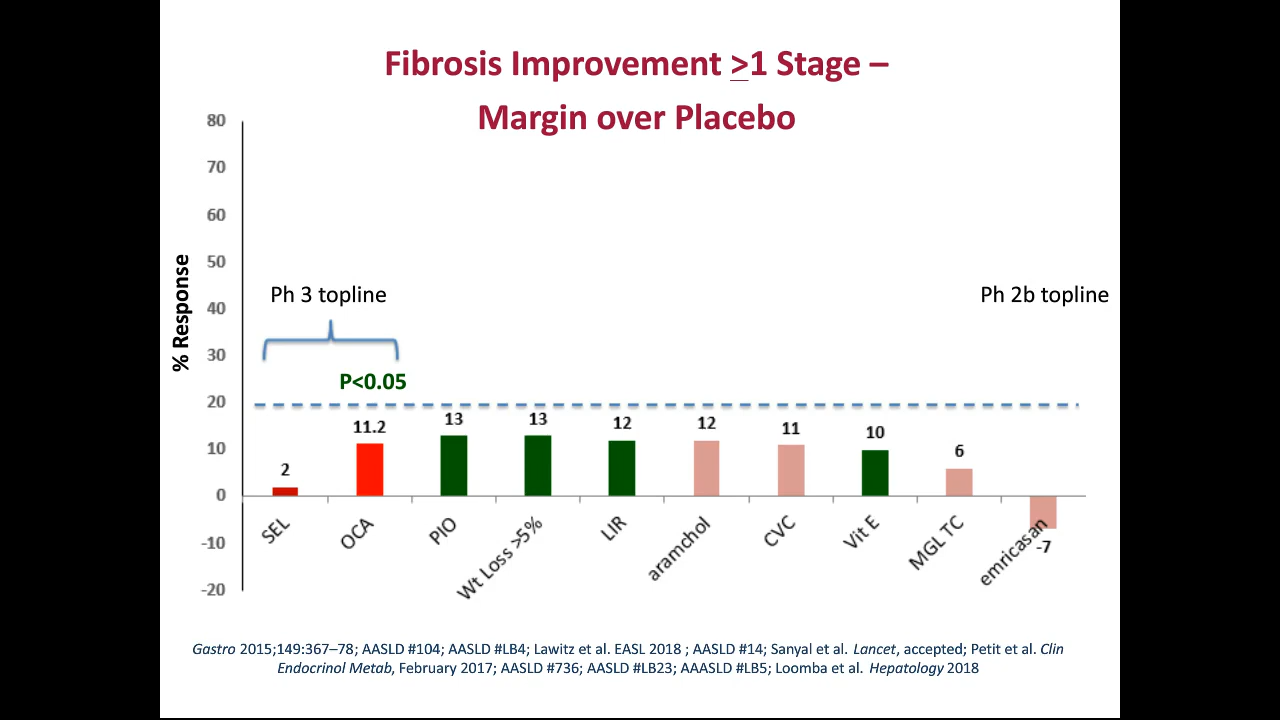 Fibrosis Improvement >1 Stage –
Margin over Placebo
% Response
80
70
60
50
40
30
20
10
0
-10
-20
Ph 3 topline
Ph 2b topline
P<0.05
2
11.2
13
13
12
12
11
10
6
-7
SEL
OCA
PIO
Wt Loss >5%
LIR
aramchol
CVC
Vit E
MGL TC
emricasan
Gastro 2015;149:367–78; AASLD #104; AASLD #LB4; Lawitz et al. EASL 2018 ; AASLD #14; Sanyal et al. Lancet, accepted; Petit et al. Clin
Endocrinol Metab, February 2017; AASLD #736; AASLD #LB23; AAASLD #LB5; Loomba et al. Hepatology 2018